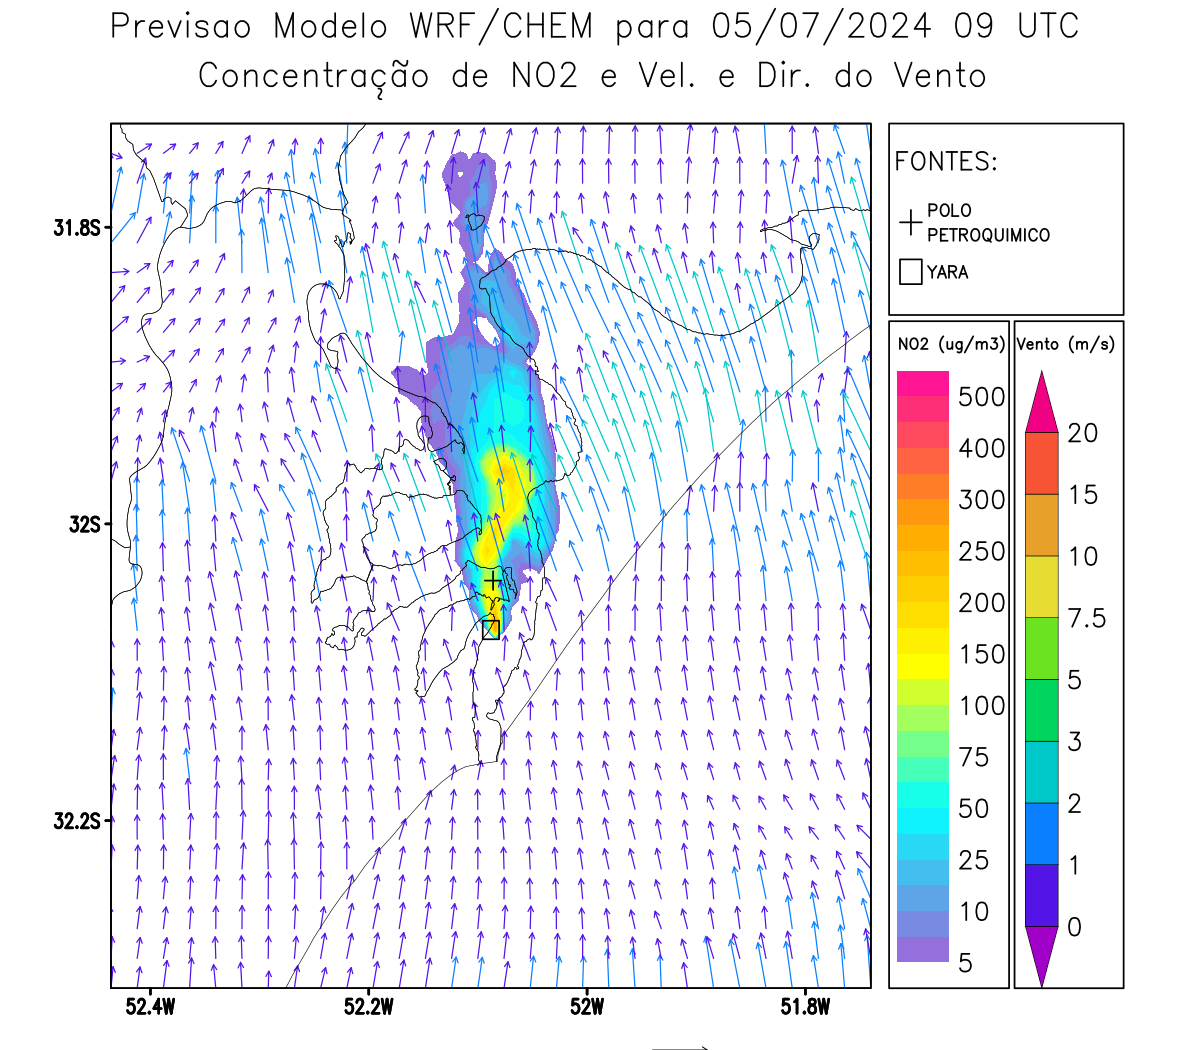 Previsao Modelo WRF/CHEM para 05/07/2024 09 UTC
Concentração de NO2 e Vel. e Dir. do Vento
FONTES:
POLO
PETROQUIMICO
YARA
31.8S
32S
32.2S
52.4W
52.2W
52W
51.8W
NO2 (ug/m3)
500
400
300
250
200
150
100
75
50
25
10
5
Vento (m/s)
20
15
10
7.5
5
3
2
1
0